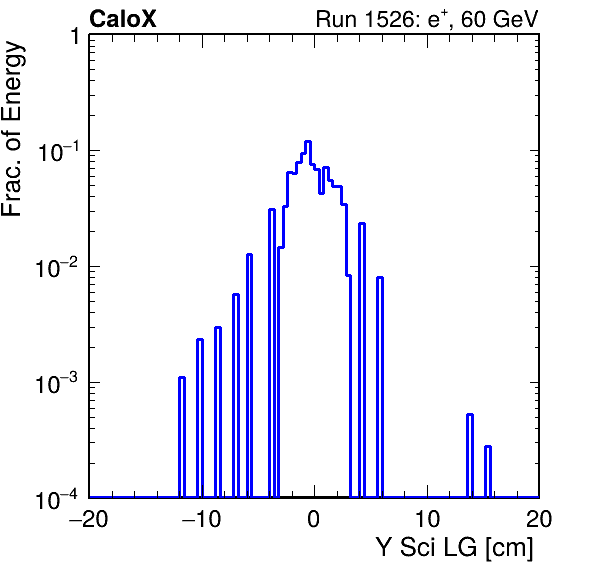 CaloX Run 1526: e⁺, 60 GeV
Frac. of Energy
1
10⁻¹
10⁻²
10⁻³
10⁻⁴
−20 −10 0 10 20
Y Sci LG [cm]